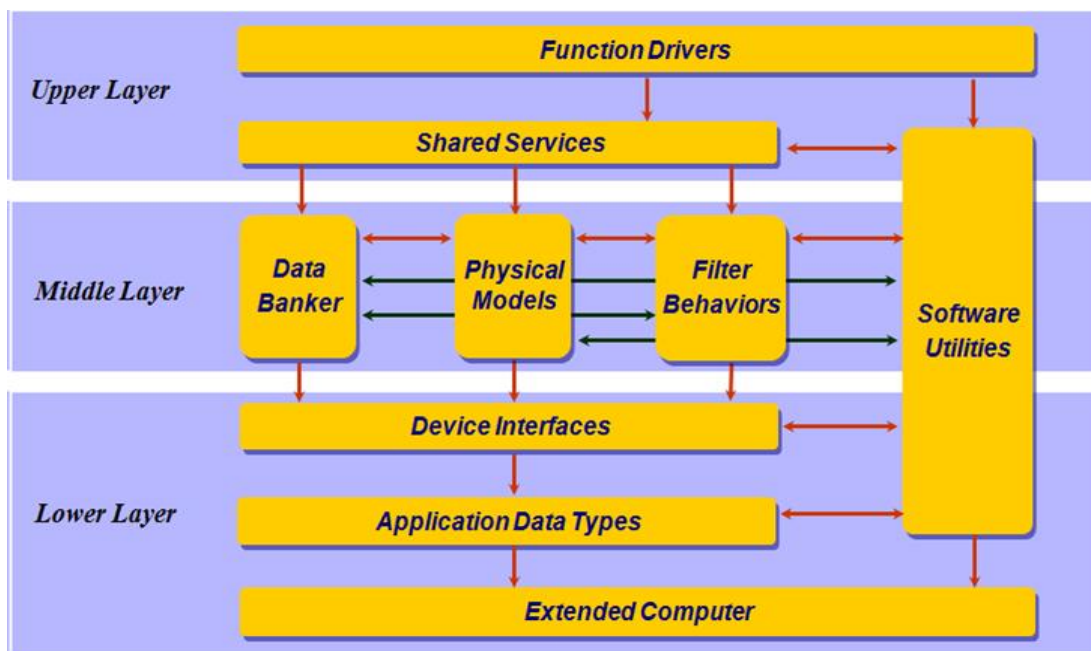 Function Drivers
Upper Layer
Shared Services
Data
Banker
Physical
Models
Filter
Behaviors
Middle Layer
Software
Utilities
Device Interfaces
Lower Layer
Application Data Types
Extended Computer